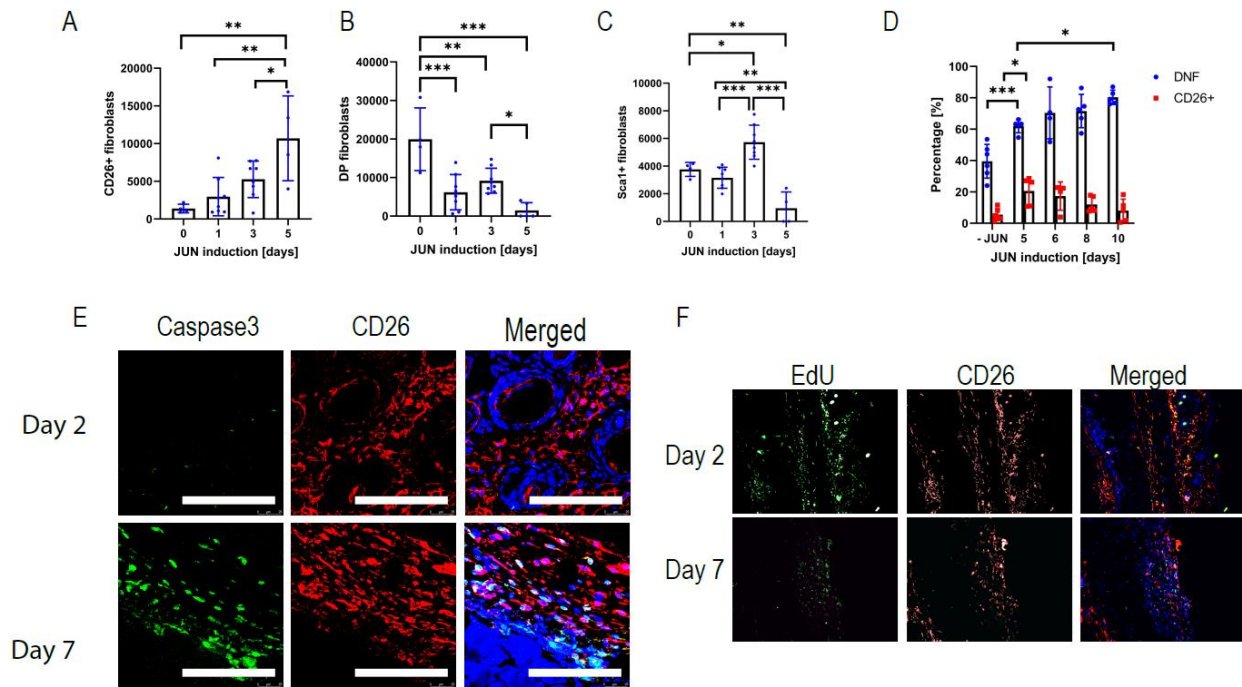 A
CD26+ fibroblasts
20000
15000
10000
5000
0
**
**
*
0 1 3 5
JUN induction [days]
B
DP fibroblasts
40000
30000
20000
10000
0
***
**
***
*
0 1 3 5
JUN induction [days]
C
Sca1+ fibroblasts
10000
8000
6000
4000
2000
0
**
*
**
*** ***
0 1 3 5
JUN induction [days]
D
Percentage [%]
100
80
60
40
20
0
*
*
***
DNF
CD26+
- JUN 5 6 8 10
JUN induction [days]
E
Caspase3 CD26 Merged
Day 2
Day 7
F
EdU CD26 Merged
Day 2
Day 7